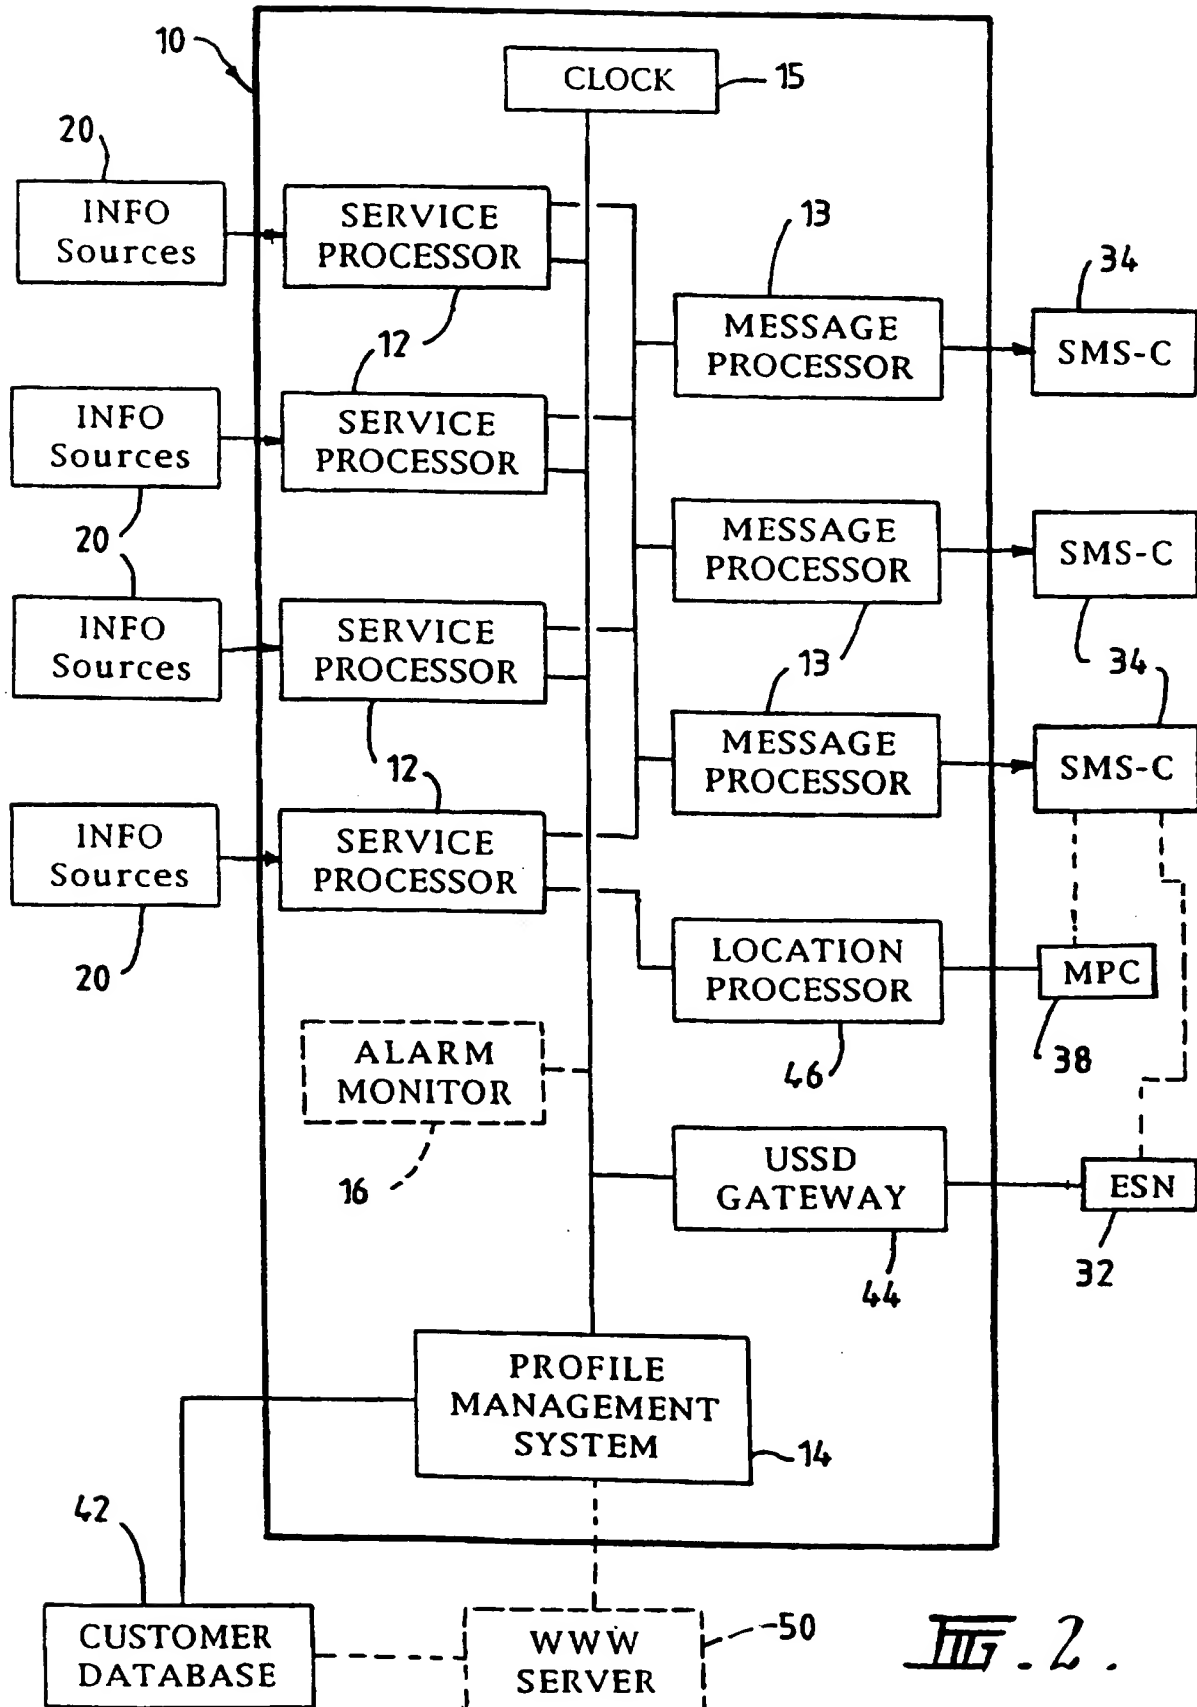 10
CLOCK
15
20
INFO
Sources
SERVICE
PROCESSOR
13
34
MESSAGE
PROCESSOR
SMS-C
12
INFO
Sources
SERVICE
PROCESSOR
20
MESSAGE
PROCESSOR
SMS-C
INFO
Sources
SERVICE
PROCESSOR
13
34
12
MESSAGE
PROCESSOR
SMS-C
INFO
Sources
SERVICE
PROCESSOR
20
LOCATION
PROCESSOR
MPC
46
38
ALARM
MONITOR
16
USSD
GATEWAY
ESN
44
32
PROFILE
MANAGEMENT
SYSTEM
14
42
CUSTOMER
DATABASE
WWW
SERVER
50
FIG. 2.